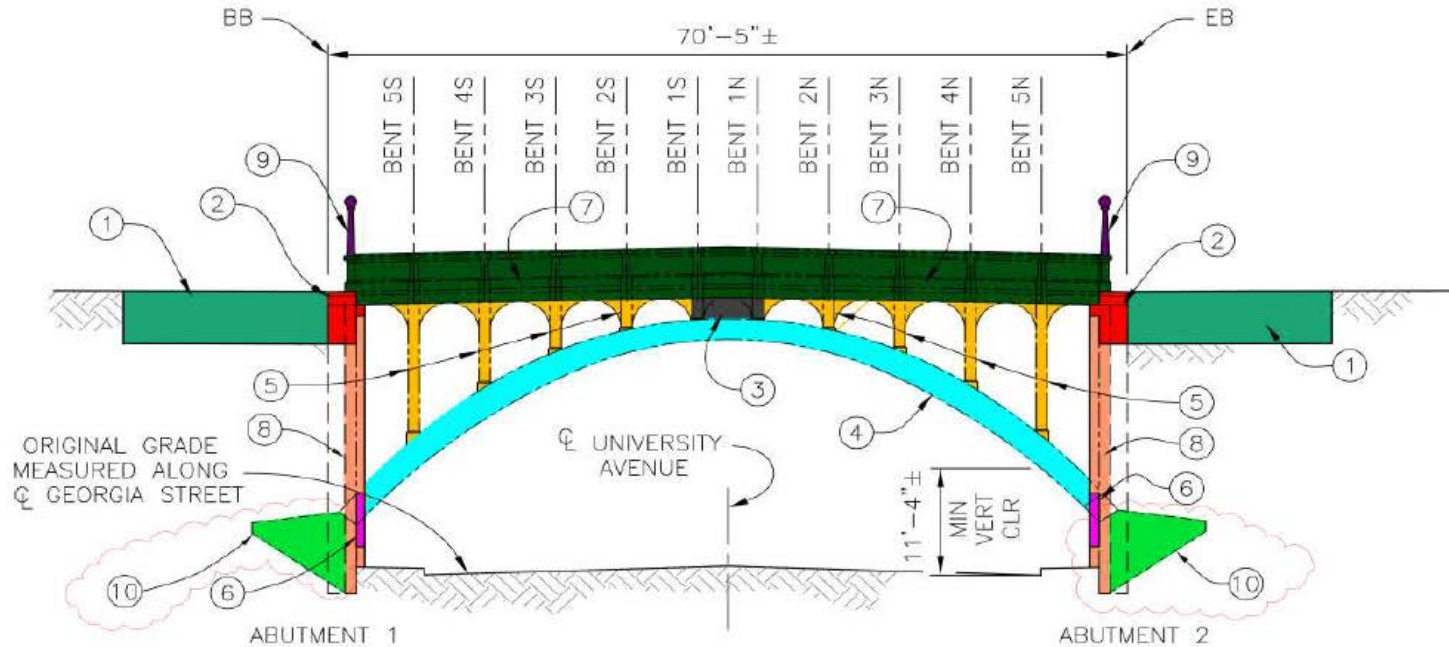 BB
EB
70'-5"±
BENT 5S
BENT 4S
BENT 3S
BENT 2S
BENT 1S
BENT 1N
BENT 2N
BENT 3N
BENT 4N
BENT 5N
9
9
1
2
7
7
2
1
5
3
5
4
8
8
ORIGINAL GRADE
MEASURED ALONG
℄ GEORGIA STREET
℄ UNIVERSITY
AVENUE
11'-4"±
MIN
VERT
CLR
6
6
10
10
ABUTMENT 1
ABUTMENT 2